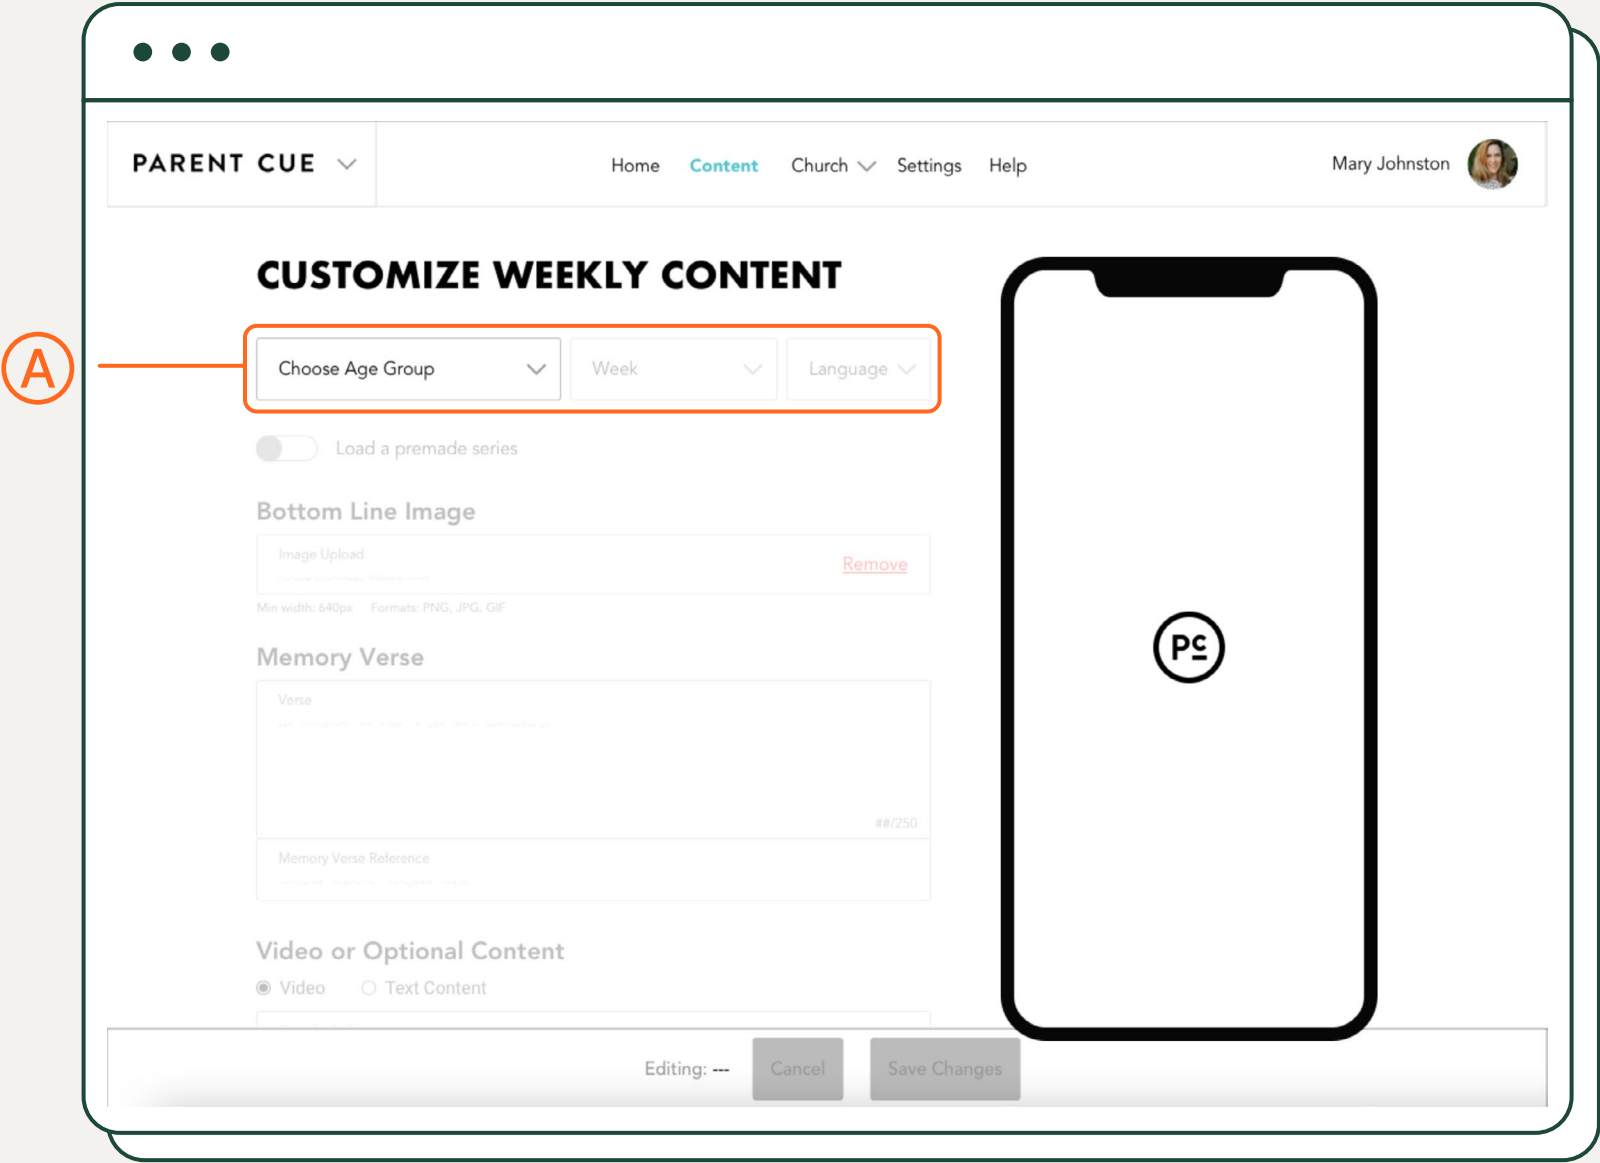 PARENT CUE
Home Content Church Settings Help
Mary Johnston
CUSTOMIZE WEEKLY CONTENT
A
Choose Age Group Week Language
Load a premade series
Bottom Line Image
Image Upload
Remove
Min width: 640px Formats: PNG, JPG, GIF
Memory Verse
Verse
##/250
Memory Verse Reference
Video or Optional Content
Video Text Content
PC
Editing: --- Cancel Save Changes